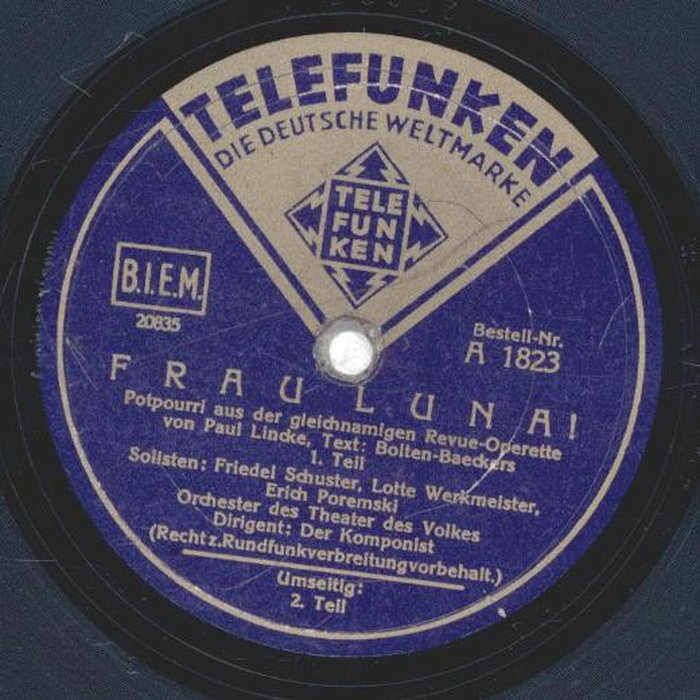 TELEFUNKEN
DIE DEUTSCHE WELTMARKE
TELE
FUN
KEN
B.I.E.M.
20835
Bestell-Nr.
A 1823
FRAU LUNA!
Potpourri aus der gleichnamigen Revue-Operette
von Paul Lincke, Text: Bolten-Baeckers
1. Teil
Solisten: Friedel Schuster, Lotte Werkmeister,
Erich Poremski
Orchester des Theater des Volkes
Dirigent: Der Komponist
(Recht z. Rundfunkverbreitung vorbehalt.)
Umseitig:
2. Teil